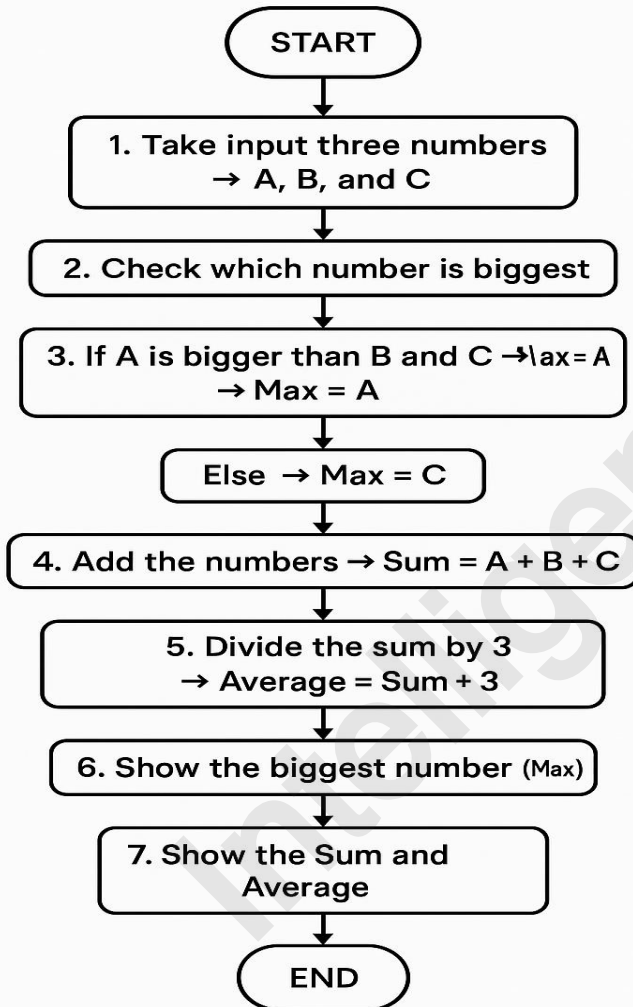 START
1. Take input three numbers
→ A, B, and C
2. Check which number is biggest
3. If A is bigger than B and C → \ax = A
→ Max = A
Else → Max = C
4. Add the numbers → Sum = A + B + C
5. Divide the sum by 3
→ Average = Sum + 3
6. Show the biggest number (Max)
7. Show the Sum and
Average
END